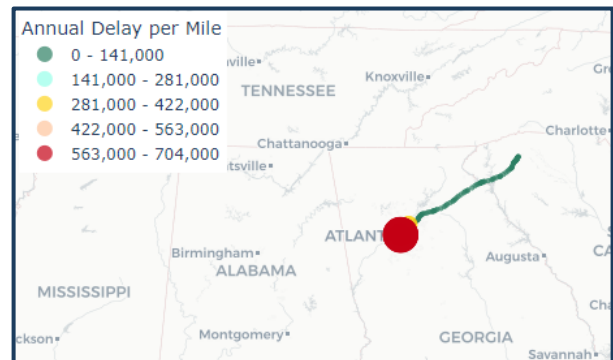 Annual Delay per Mile
0 - 141,000
141,000 - 281,000
281,000 - 422,000
422,000 - 563,000
563,000 - 704,000
TENNESSEE
Knoxville
Charlotte
Chattanooga
Birmingham
ALABAMA
Augusta
MISSISSIPPI
Montgomery
GEORGIA
Savannah